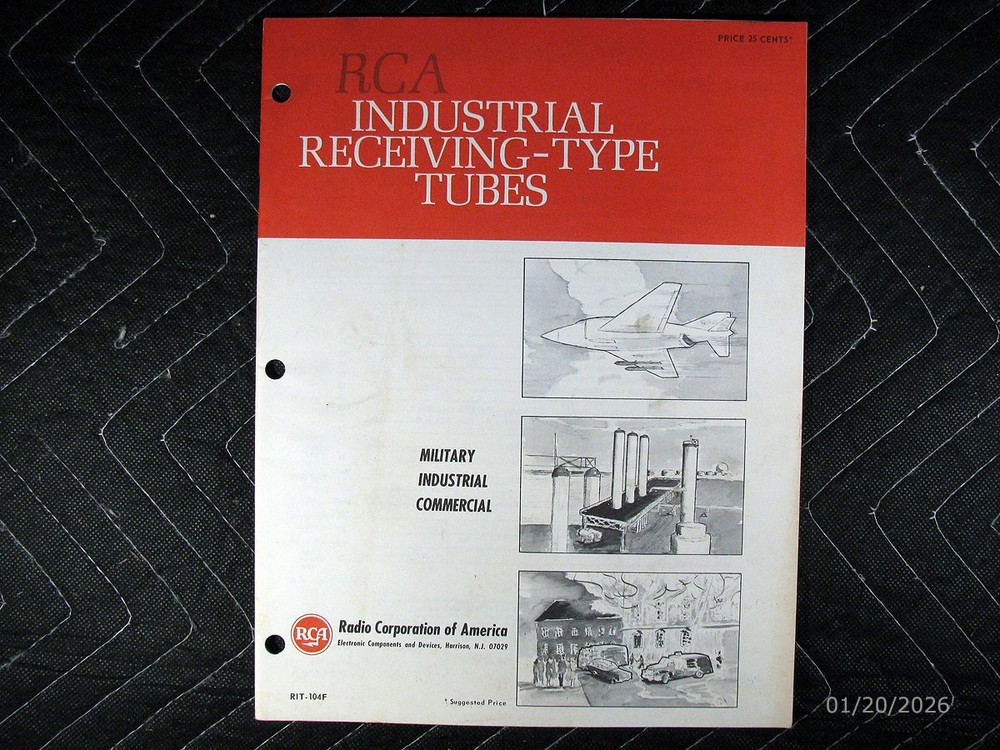 PRICE 25 CENTS*
RCA
INDUSTRIAL
RECEIVING-TYPE
TUBES
MILITARY
INDUSTRIAL
COMMERCIAL
RCA
Radio Corporation of America
Electronic Components and Devices, Harrison, N.J. 07029
RIT-104F
* Suggested Price
01/20/2026